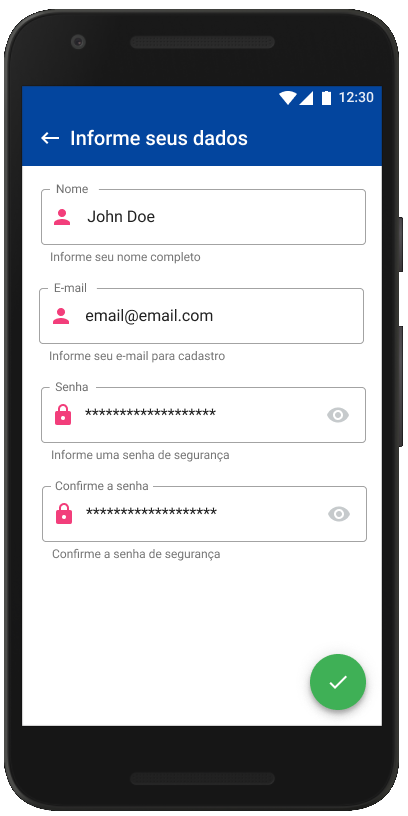 12:30
Informe seus dados
Nome
John Doe
Informe seu nome completo
E-mail
email@email.com
Informe seu e-mail para cadastro
Senha
*******************
Informe uma senha de segurança
Confirme a senha
*******************
Confirme a senha de segurança